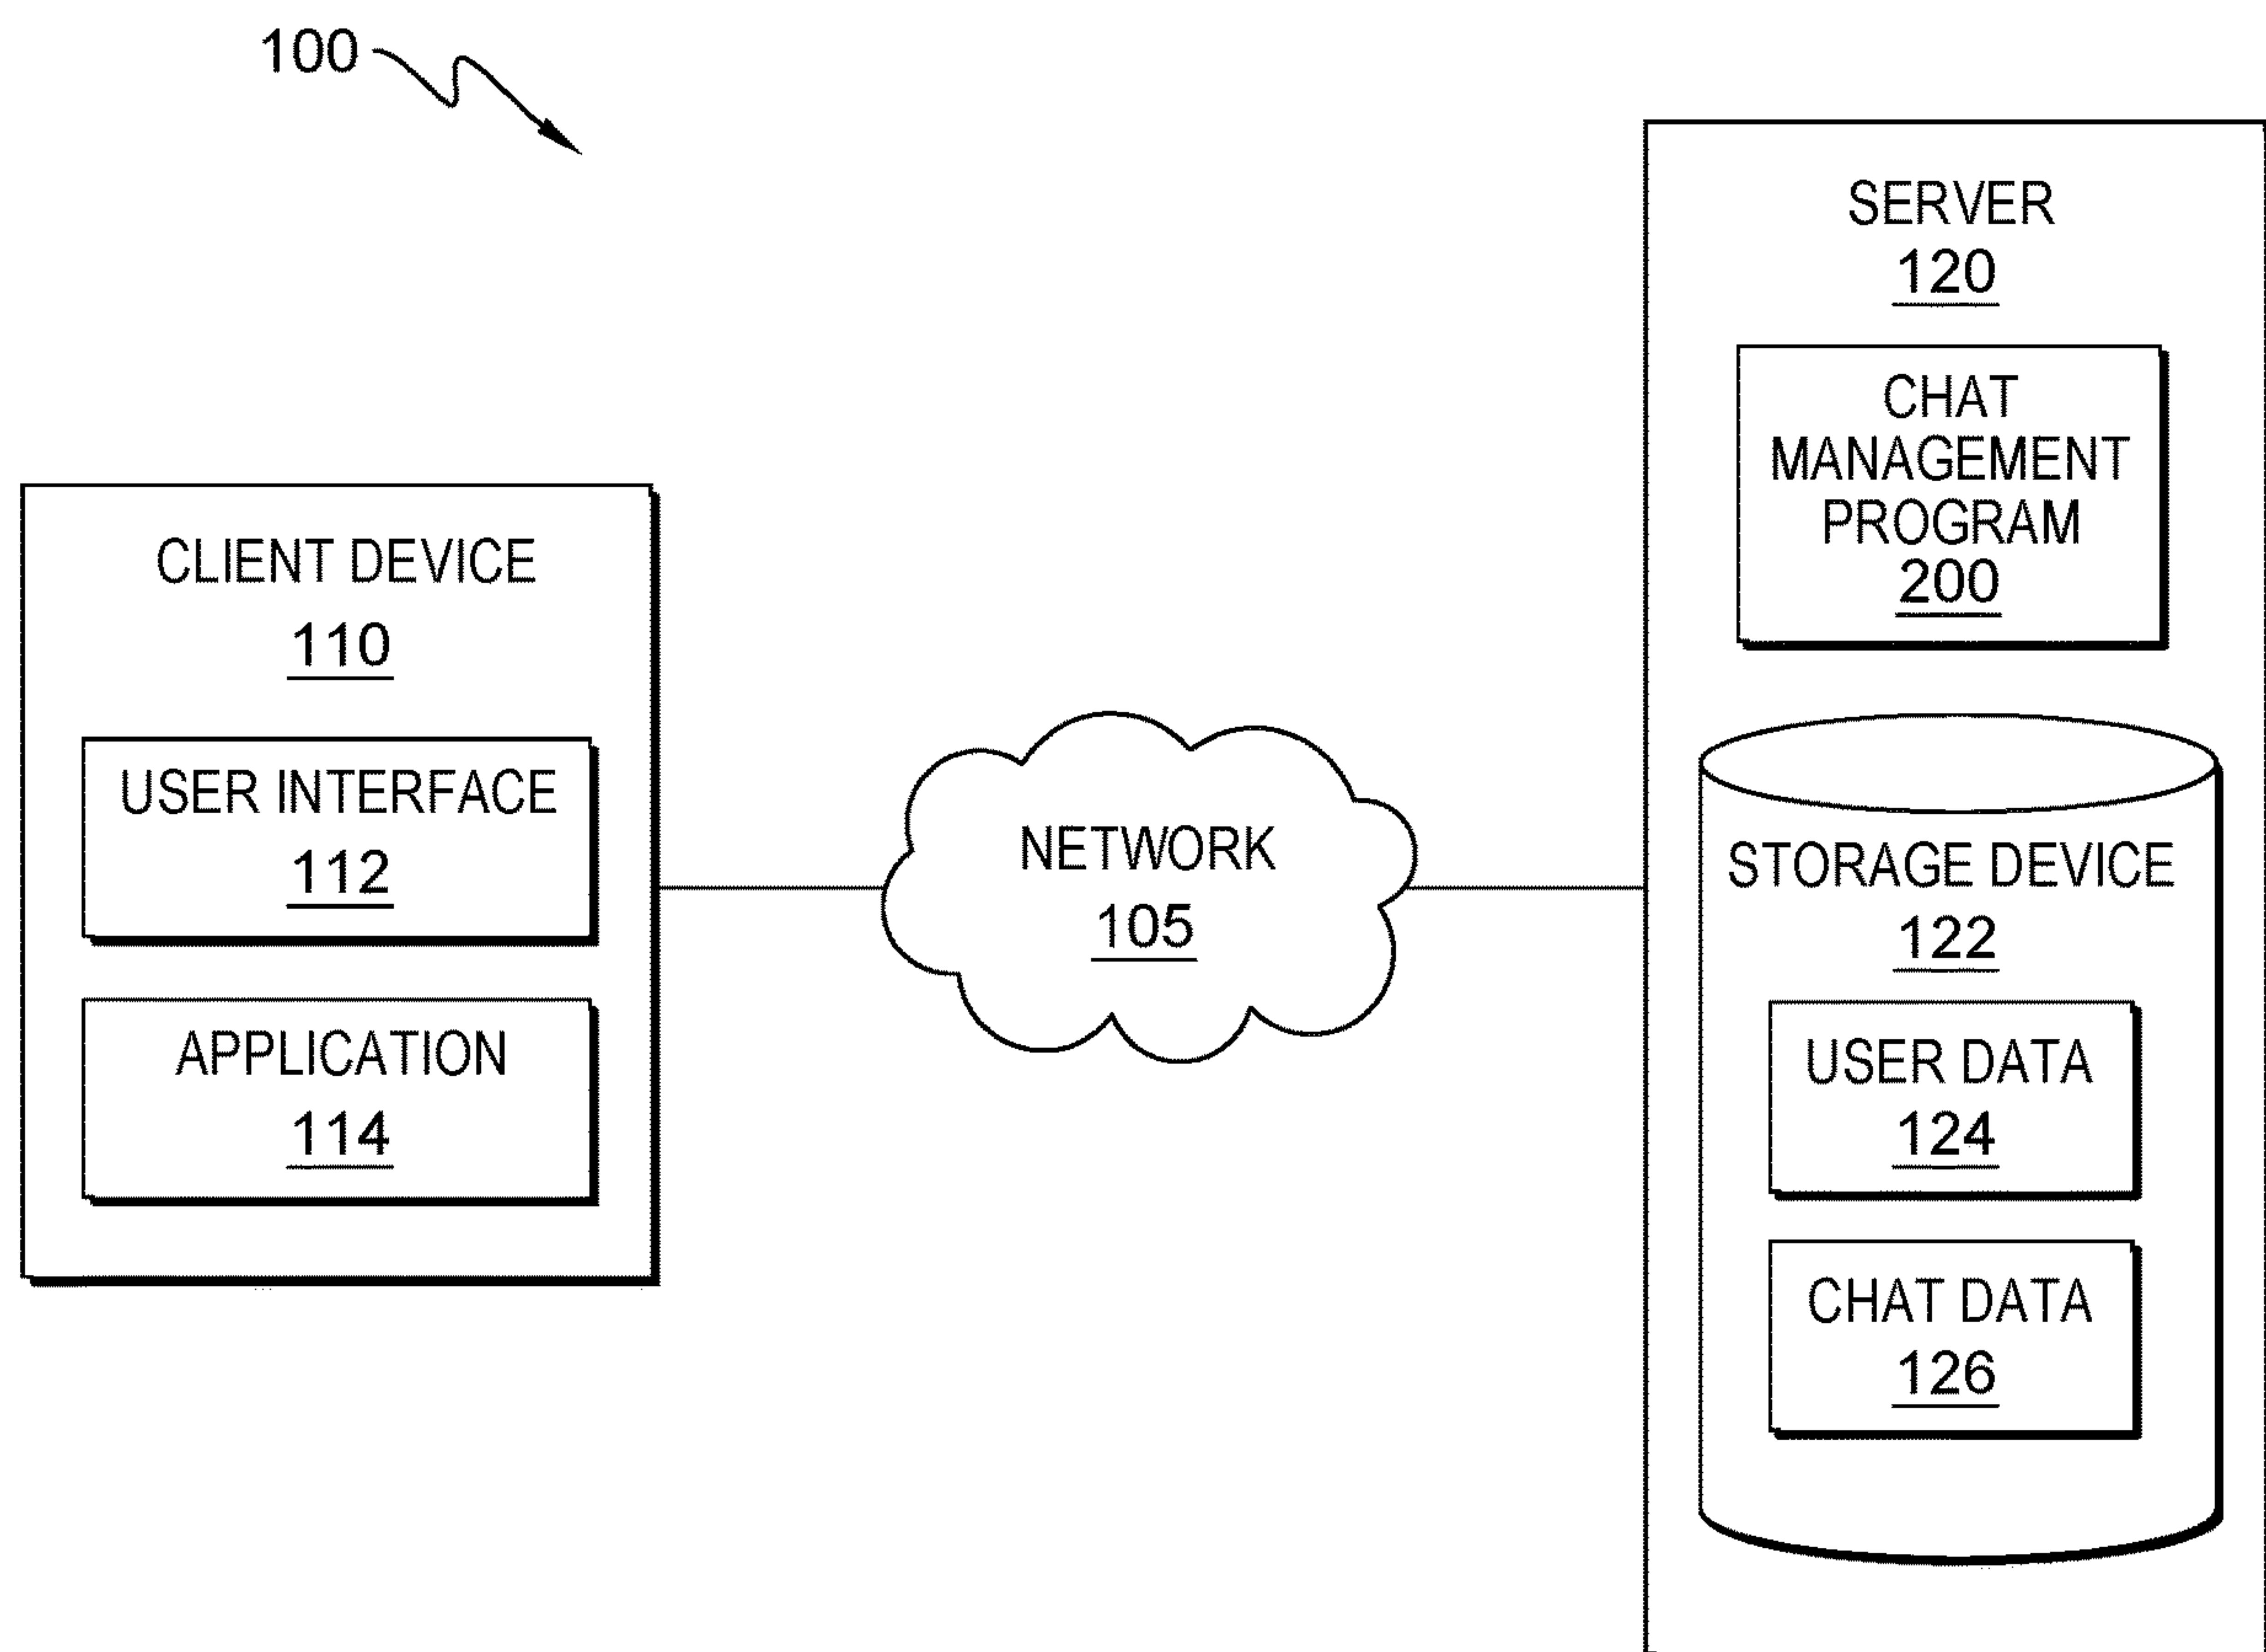 100
CLIENT DEVICE
110
USER INTERFACE
112
APPLICATION
114
NETWORK
105
SERVER
120
CHAT
MANAGEMENT
PROGRAM
200
STORAGE DEVICE
122
USER DATA
124
CHAT DATA
126